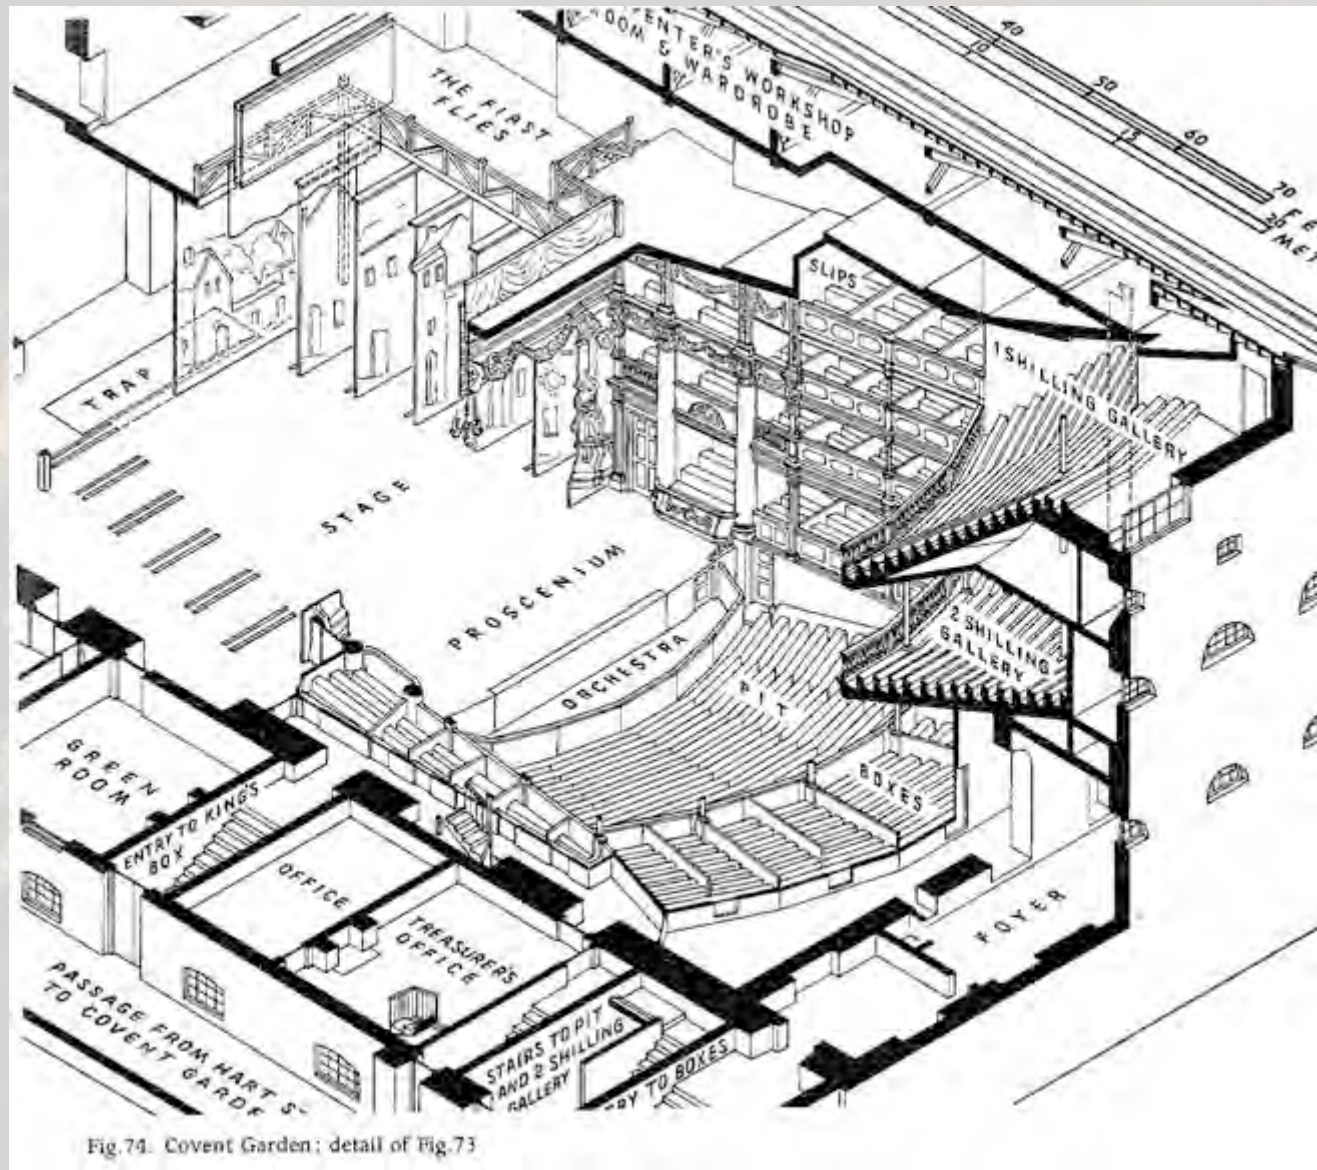 40
50
60
70
10
15
20
FE
MET
ENTER'S WORKSHOP
ROOM &
WARDROBE
THE FIRST
FLIES
SLIPS
1 SHILLING GALLERY
TRAP
STAGE
PROSCENIUM
ORCHESTRA
PIT
2 SHILLING
GALLERY
BOXES
GREEN
ROOM
ENTRY TO KING'S
BOX
OFFICE
TREASURER'S
OFFICE
FOYER
STAIRS TO PIT
AND 2 SHILLING
GALLERY
RY TO BOXES
PASSAGE FROM HART S
TO COVENT GARDE
Fig.74. Covent Garden; detail of Fig.73